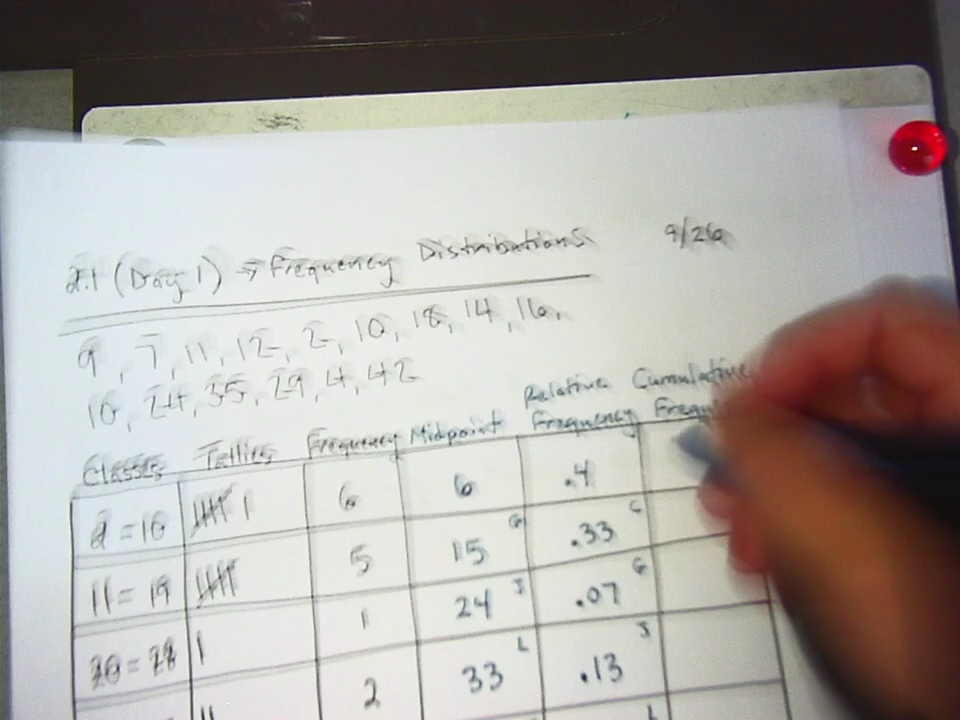 2.1 (Day 1) → Frequency Distributions 9/26
9, 7, 11, 12, 2, 10, 18, 14, 16,
10, 24, 35, 29, 4, 42
Classes Tallies Frequency Midpoint Relative Frequency Cumulative
2 - 10 6 6 .4
11 - 19 5 15 G .33 C
20 - 28 1 24 J .07 G
2 33 L .13 J
L